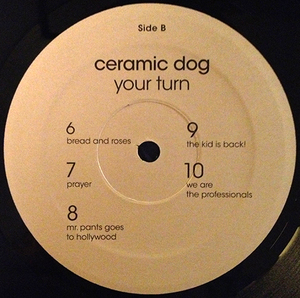 Side B
ceramic dog
your turn
6
bread and roses
7
prayer
8
mr. pants goes
to hollywood
9
the kid is back!
10
we are
the professionals